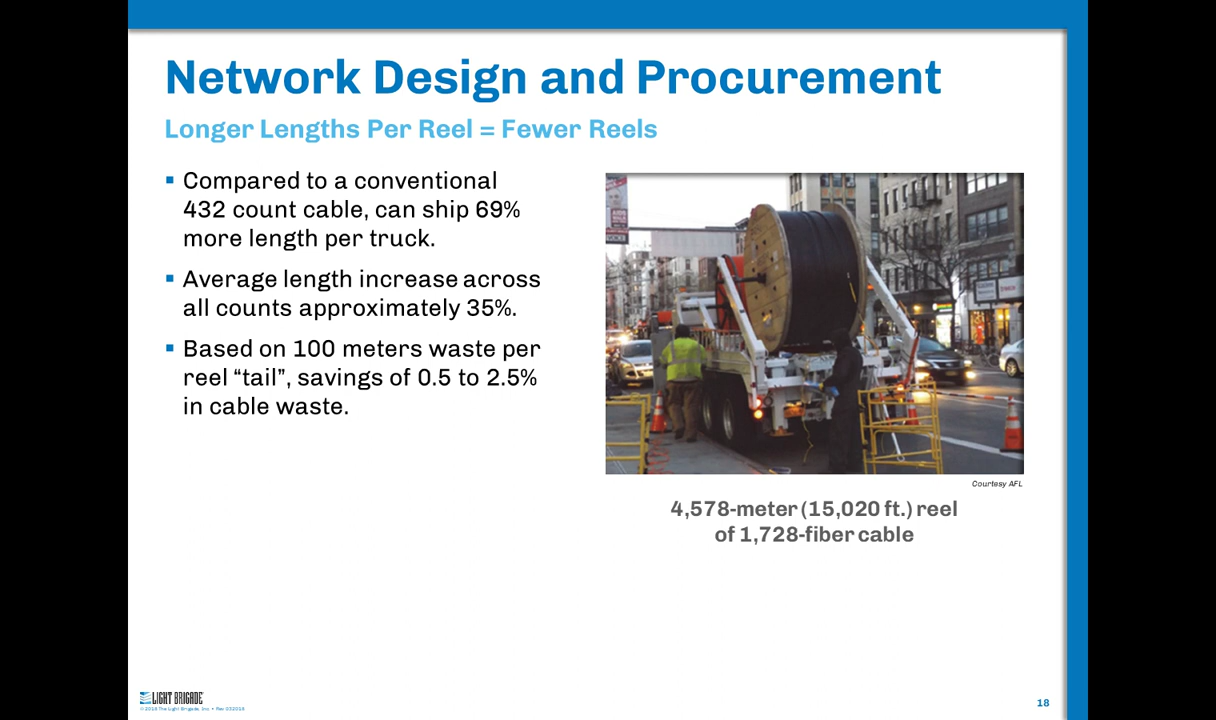 Network Design and Procurement
Longer Lengths Per Reel = Fewer Reels
▪ Compared to a conventional
432 count cable, can ship 69%
more length per truck.
▪ Average length increase across
all counts approximately 35%.
▪ Based on 100 meters waste per
reel “tail”, savings of 0.5 to 2.5%
in cable waste.
Courtesy AFL
4,578-meter (15,020 ft.) reel
of 1,728-fiber cable
LIGHT BRIGADE
18